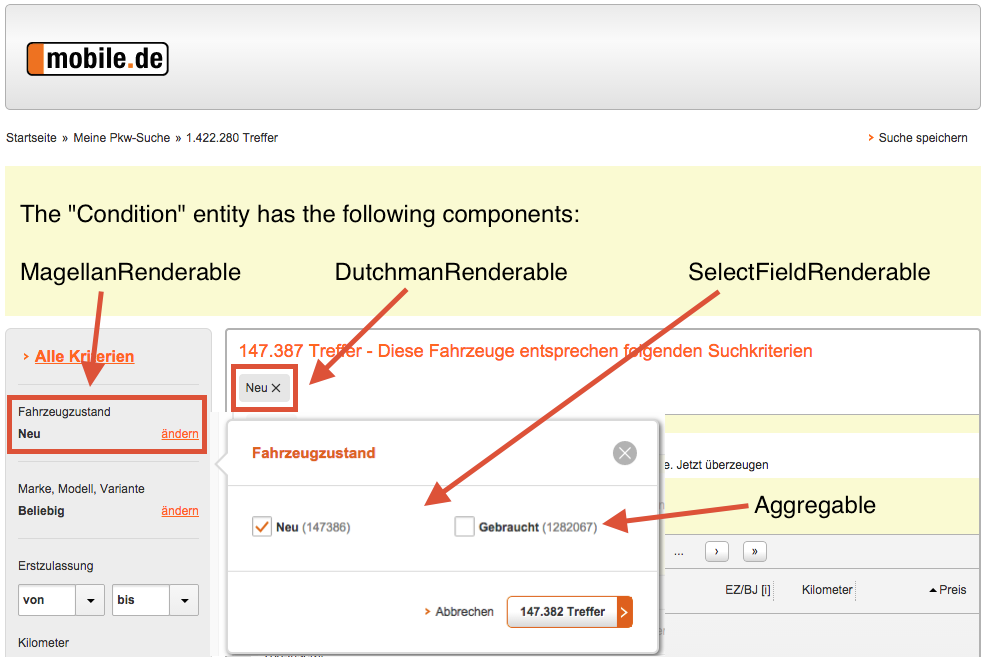 mobile.de
Startseite » Meine Pkw-Suche » 1.422.280 Treffer
Suche speichern
The "Condition" entity has the following components:
MagellanRenderable DutchmanRenderable SelectFieldRenderable
Alle Kriterien
147.387 Treffer - Diese Fahrzeuge entsprechen folgenden Suchkriterien
Neu ×
Fahrzeugzustand
Neu ändern
Marke, Modell, Variante
Beliebig ändern
Erstzulassung
von bis
Kilometer
Fahrzeugzustand
Neu (147386) Gebraucht (1282067)
Abbrechen 147.382 Treffer
e. Jetzt überzeugen
Aggregable
... › »
EZ/BJ [i] Kilometer Preis